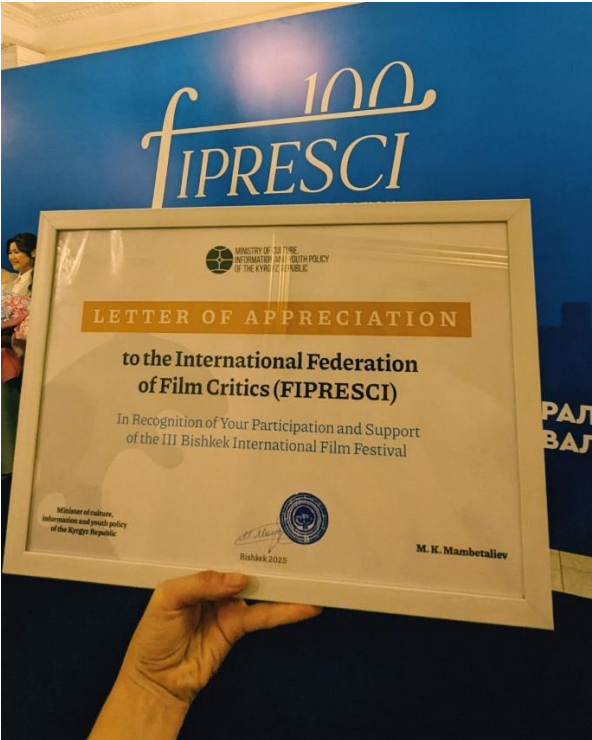 100
FIPRESCI
MINISTRY OF CULTURE,
INFORMATION AND YOUTH POLICY
OF THE KYRGYZ REPUBLIC
LETTER OF APPRECIATION
to the International Federation
of Film Critics (FIPRESCI)
In Recognition of Your Participation and Support
of the III Bishkek International Film Festival
Minister of culture,
information and youth policy
of the Kyrgyz Republic
Bishkek 2025
M. K. Mambetaliev
РАЛ
ВАЛ